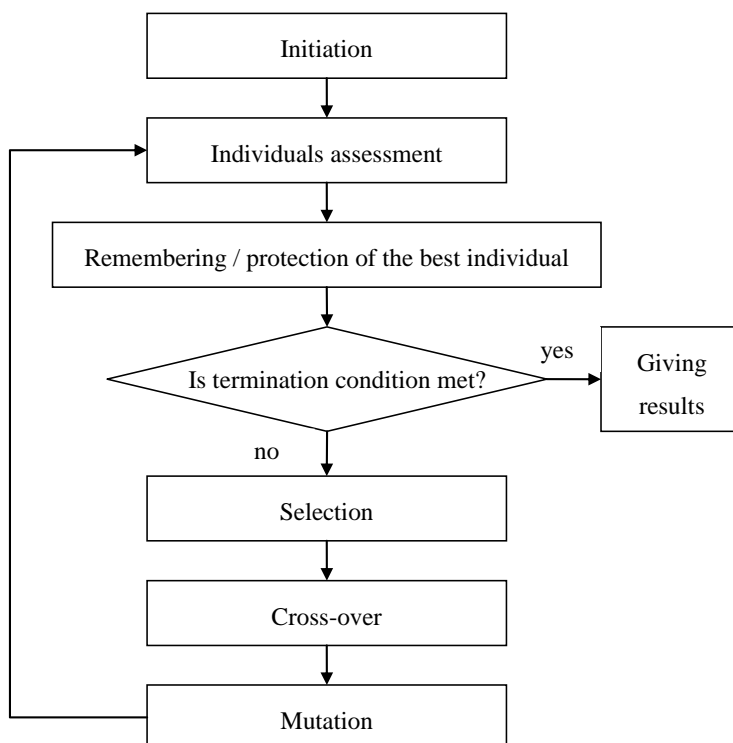 Initiation
Individuals assessment
Remembering / protection of the best individual
Is termination condition met?
yes
Giving
results
no
Selection
Cross-over
Mutation